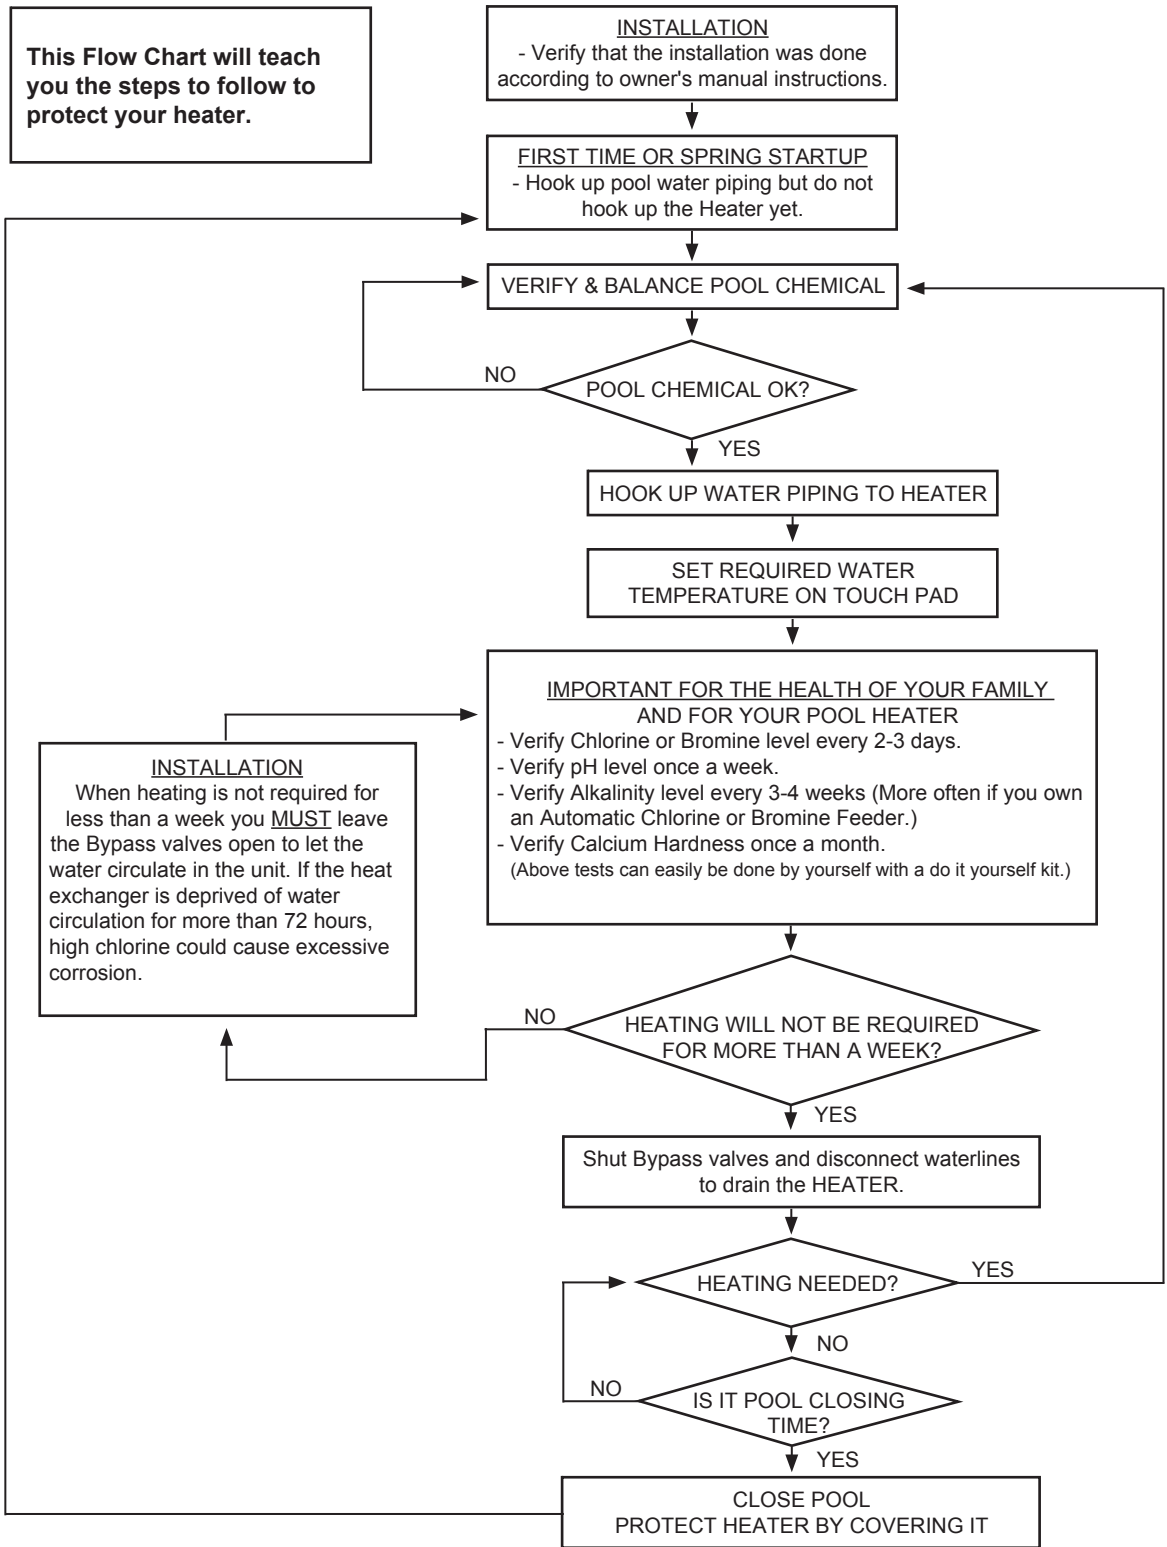 This Flow Chart will teach
you the steps to follow to
protect your heater.
INSTALLATION
- Verify that the installation was done
according to owner's manual instructions.
FIRST TIME OR SPRING STARTUP
- Hook up pool water piping but do not
hook up the Heater yet.
VERIFY & BALANCE POOL CHEMICAL
NO
POOL CHEMICAL OK?
YES
HOOK UP WATER PIPING TO HEATER
SET REQUIRED WATER
TEMPERATURE ON TOUCH PAD
IMPORTANT FOR THE HEALTH OF YOUR FAMILY
AND FOR YOUR POOL HEATER
- Verify Chlorine or Bromine level every 2-3 days.
- Verify pH level once a week.
- Verify Alkalinity level every 3-4 weeks (More often if you own
an Automatic Chlorine or Bromine Feeder.)
- Verify Calcium Hardness once a month.
(Above tests can easily be done by yourself with a do it yourself kit.)
INSTALLATION
When heating is not required for
less than a week you MUST leave
the Bypass valves open to let the
water circulate in the unit. If the heat
exchanger is deprived of water
circulation for more than 72 hours,
high chlorine could cause excessive
corrosion.
NO
HEATING WILL NOT BE REQUIRED
FOR MORE THAN A WEEK?
YES
Shut Bypass valves and disconnect waterlines
to drain the HEATER.
HEATING NEEDED?
YES
NO
NO
IS IT POOL CLOSING
TIME?
YES
CLOSE POOL
PROTECT HEATER BY COVERING IT